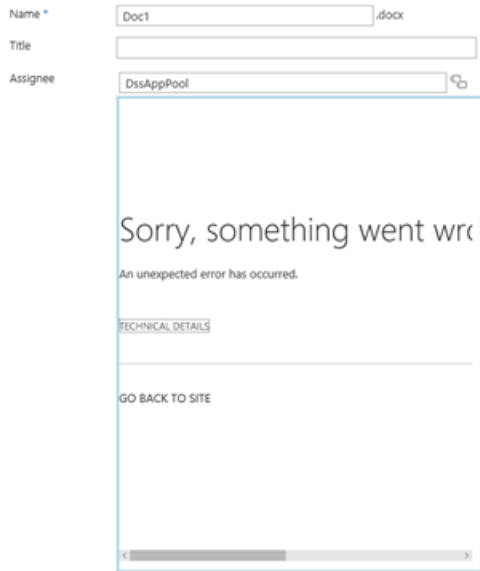 Name * Doc1 .docx
Title
Assignee DssAppPool
Sorry, something went wro
An unexpected error has occurred.
TECHNICAL DETAILS
GO BACK TO SITE